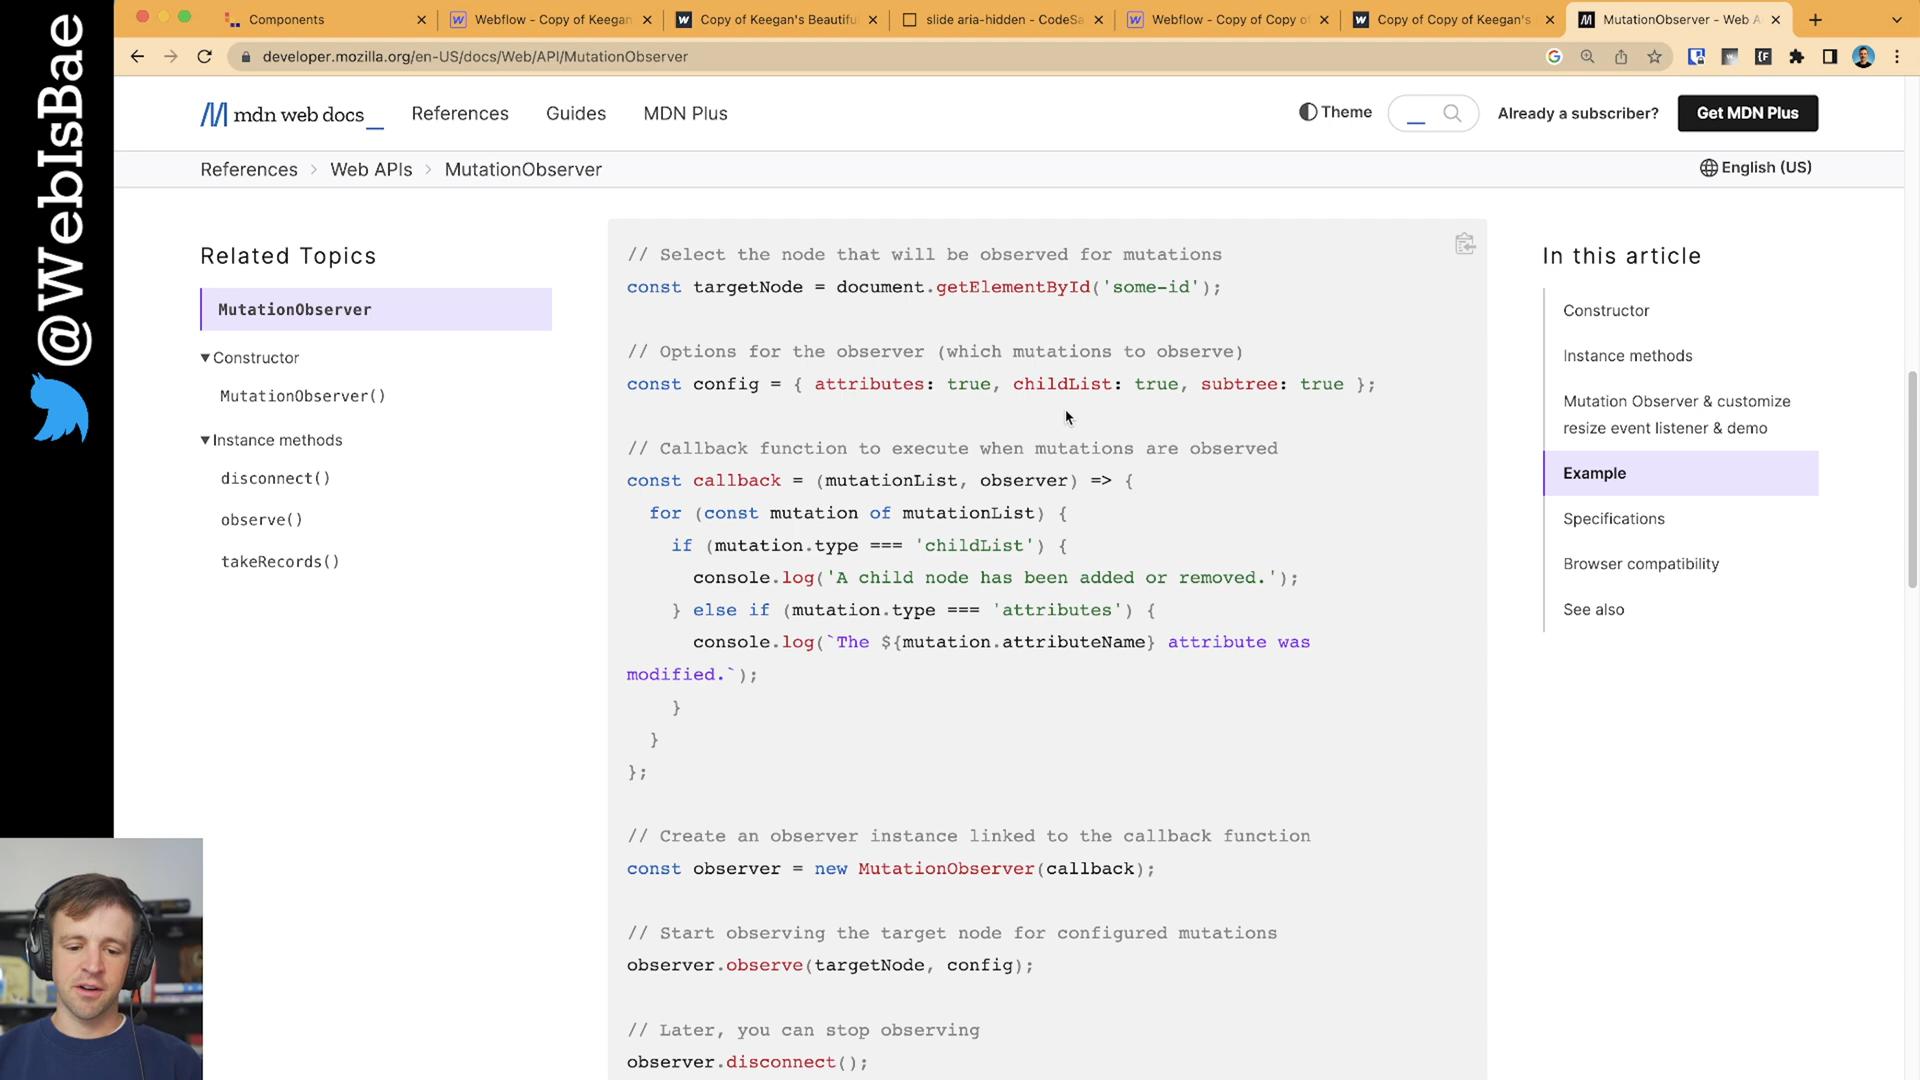 @WebIsBae
Components
Webflow - Copy of Keegan
Copy of Keegan's Beautifu
slide aria-hidden - CodeSa
Webflow - Copy of Copy o
Copy of Copy of Keegan's
MutationObserver - Web A
developer.mozilla.org/en-US/docs/Web/API/MutationObserver
mdn web docs_
References
Guides
MDN Plus
Theme
Already a subscriber?
Get MDN Plus
References > Web APIs > MutationObserver
English (US)
Related Topics
MutationObserver
Constructor
MutationObserver()
Instance methods
disconnect()
observe()
takeRecords()
// Select the node that will be observed for mutations
const targetNode = document.getElementById('some-id');
// Options for the observer (which mutations to observe)
const config = { attributes: true, childList: true, subtree: true };
// Callback function to execute when mutations are observed
const callback = (mutationList, observer) => {
for (const mutation of mutationList) {
if (mutation.type === 'childList') {
console.log('A child node has been added or removed.');
} else if (mutation.type === 'attributes') {
console.log(`The ${mutation.attributeName} attribute was
modified.`);
}
}
};
// Create an observer instance linked to the callback function
const observer = new MutationObserver(callback);
// Start observing the target node for configured mutations
observer.observe(targetNode, config);
// Later, you can stop observing
observer.disconnect();
In this article
Constructor
Instance methods
Mutation Observer & customize
resize event listener & demo
Example
Specifications
Browser compatibility
See also